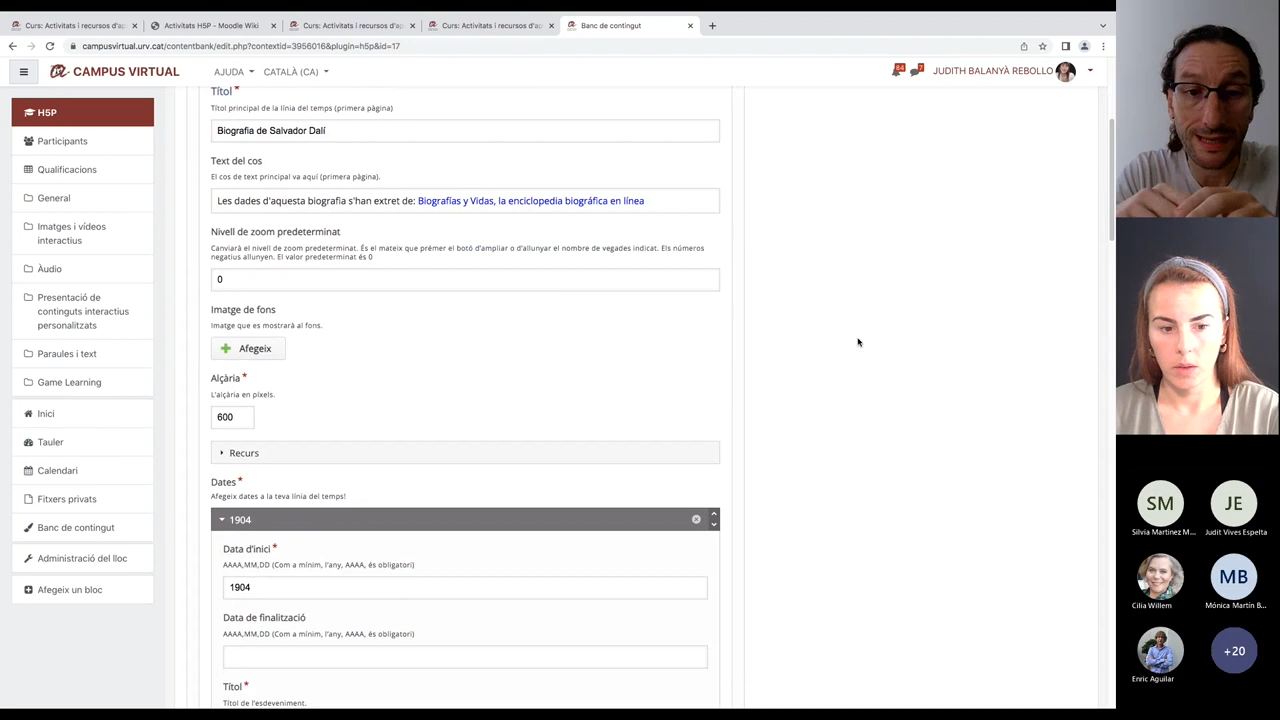 Curs: Activitats i recursos d'ap
Activitats H5P - Moodle Wiki
Curs: Activitats i recursos d'ap
Curs: Activitats i recursos d'ap
Banc de contingut
campusvirtual.urv.cat/contentbank/edit.php?contextid=3956016&plugin=h5p&id=17
CAMPUS VIRTUAL
AJUDA
CATALÀ (CA)
84
7
JUDITH BALANYÀ REBOLLO
H5P
Participants
Qualificacions
General
Imatges i vídeos
interactius
Àudio
Presentació de
continguts interactius
personalitzats
Paraules i text
Game Learning
Inici
Tauler
Calendari
Fitxers privats
Banc de contingut
Administració del lloc
Afegeix un bloc
Títol *
Títol principal de la línia del temps (primera pàgina)
Biografia de Salvador Dalí
Text del cos
El cos de text principal va aquí (primera pàgina).
Les dades d'aquesta biografia s'han extret de: Biografías y Vidas, la enciclopedia biográfica en línea
Nivell de zoom predeterminat
Canviarà el nivell de zoom predeterminat. És el mateix que prémer el botó d'ampliar o d'allunyar el nombre de vegades indicat. Els números
negatius allunyen. El valor predeterminat és 0
0
Imatge de fons
Imatge que es mostrarà al fons.
Afegeix
Alçària *
L'alçària en píxels.
600
Recurs
Dates *
Afegeix dates a la teva línia del temps!
1904
Data d'inici *
AAAA,MM,DD (Com a mínim, l'any, AAAA, és obligatori)
1904
Data de finalització
AAAA,MM,DD (Com a mínim, l'any, AAAA, és obligatori)
Títol *
Títol de l'esdeveniment.
SM
Silvia Martínez M...
JE
Judit Vives Espelta
Cilia Willem
MB
Mónica Martín B...
Enric Aguilar
+20